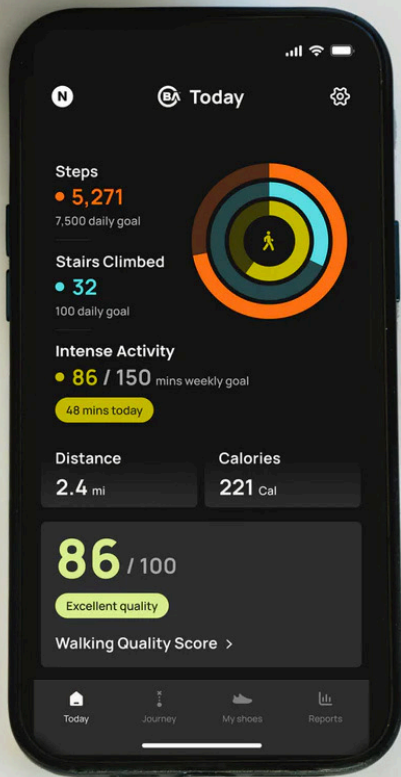 N
BA Today
Steps
5,271
7,500 daily goal
Stairs Climbed
32
100 daily goal
Intense Activity
86 / 150 mins weekly goal
48 mins today
Distance
2.4 mi
Calories
221 Cal
86 / 100
Excellent quality
Walking Quality Score >
Today
Journey
My shoes
Reports